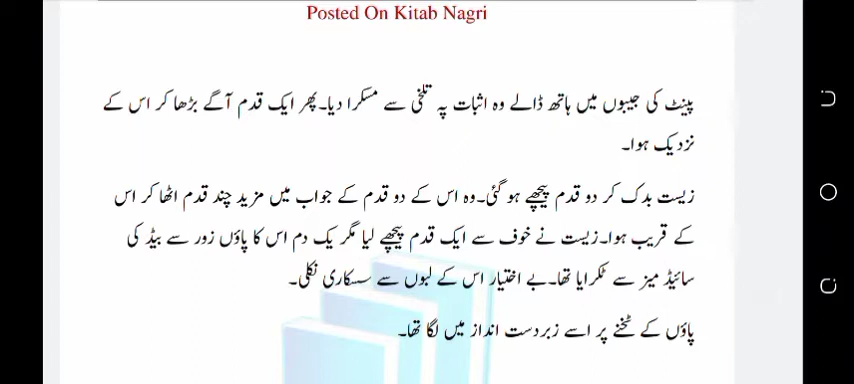 Posted On Kitab Nagri
پینٹ کی جیبوں میں ہاتھ ڈالے وہ اثبات پہ تلخی سے مسکرا دیا۔پھر ایک قدم آگے بڑھا کر اس کے
نزدیک ہوا۔
زیست بدک کر دو قدم پیچھے ہو گئی۔وہ اس کے دو قدم کے جواب میں مزید چند قدم اٹھا کر اس
کے قریب ہوا۔زیست نے خوف سے ایک قدم پیچھے لیا مگر یک دم اس کا پاؤں زور سے بیڈ کی
سائیڈ میز سے ٹکرایا تھا۔بے اختیار اس کے لبوں سے سسکاری نکلی۔
پاؤں کے ٹخنے پر اسے زبردست انداز میں لگا تھا۔